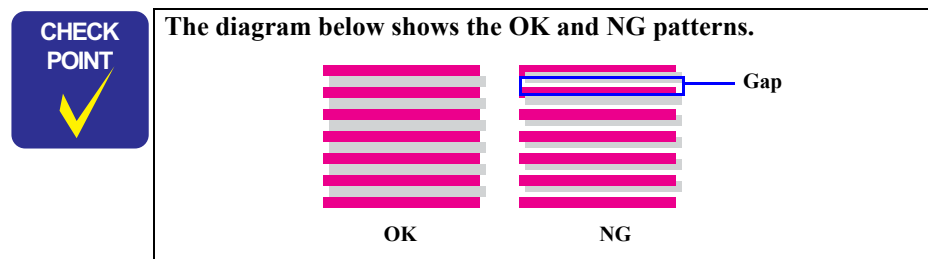 CHECK
POINT
The diagram below shows the OK and NG patterns.
Gap
OK
NG